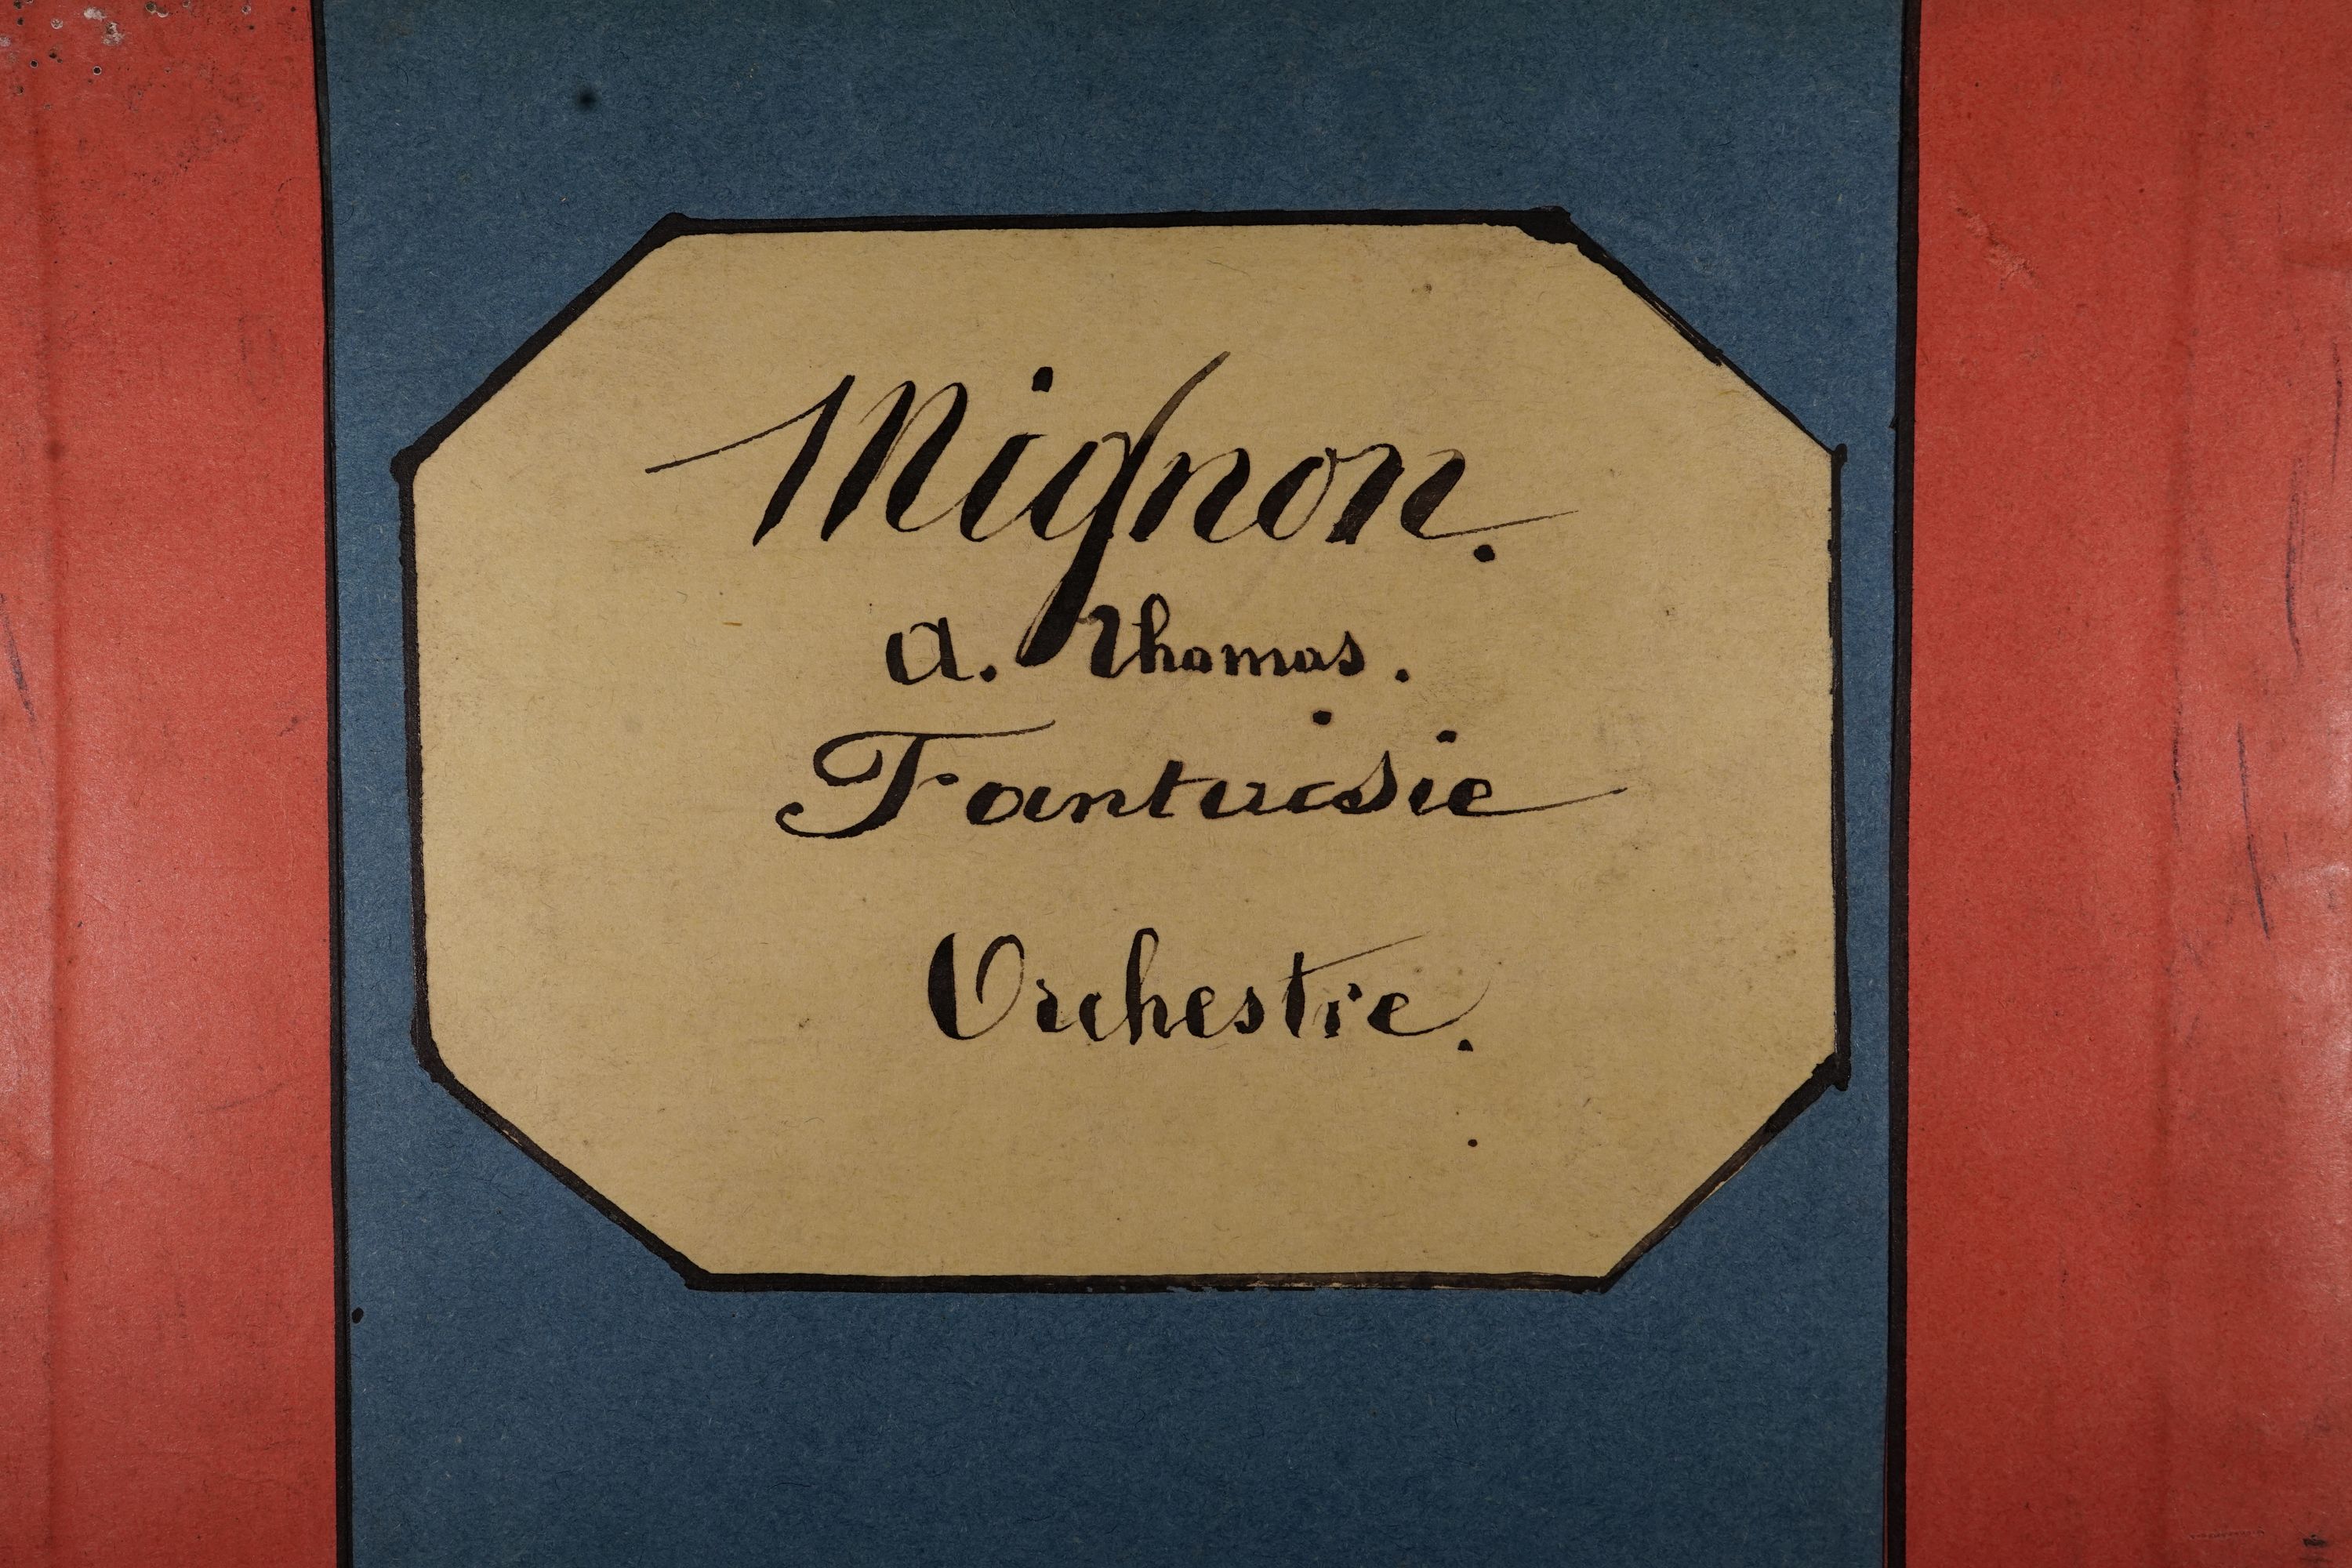 Mignon.
A. Thomas.
Fantaisie
Orchestre.